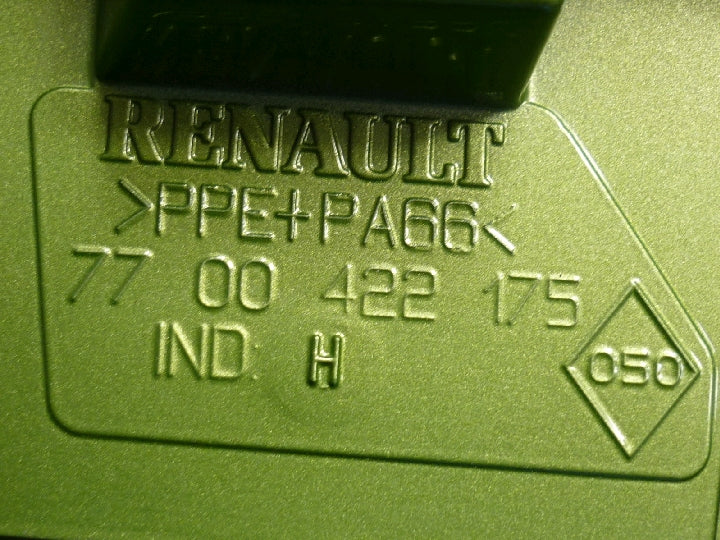 RENAULT
>PPE+PA66<
77 00 422 175
IND: H
050